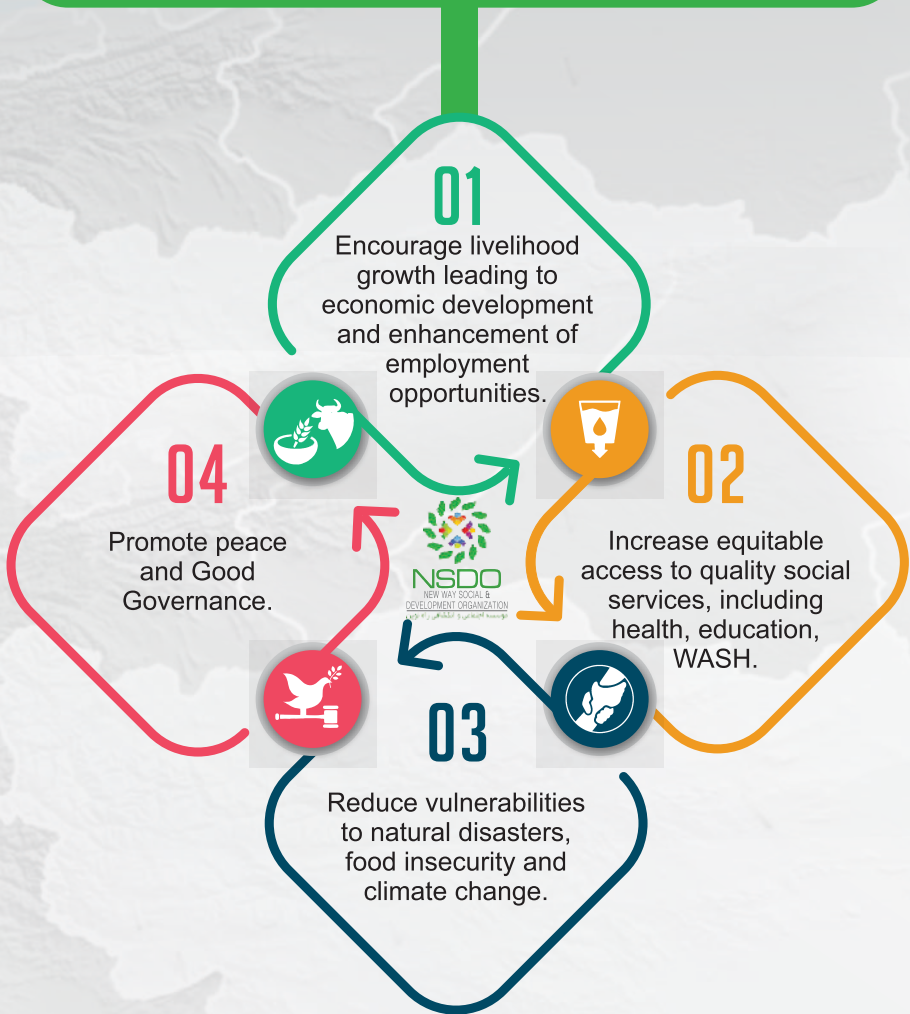 01
Encourage livelihood
growth leading to
economic development
and enhancement of
employment
opportunities.
02
Increase equitable
access to quality social
services, including
health, education,
WASH.
03
Reduce vulnerabilities
to natural disasters,
food insecurity and
climate change.
04
Promote peace
and Good
Governance.
NSDO
NEW WAY SOCIAL &
DEVELOPMENT ORGANIZATION